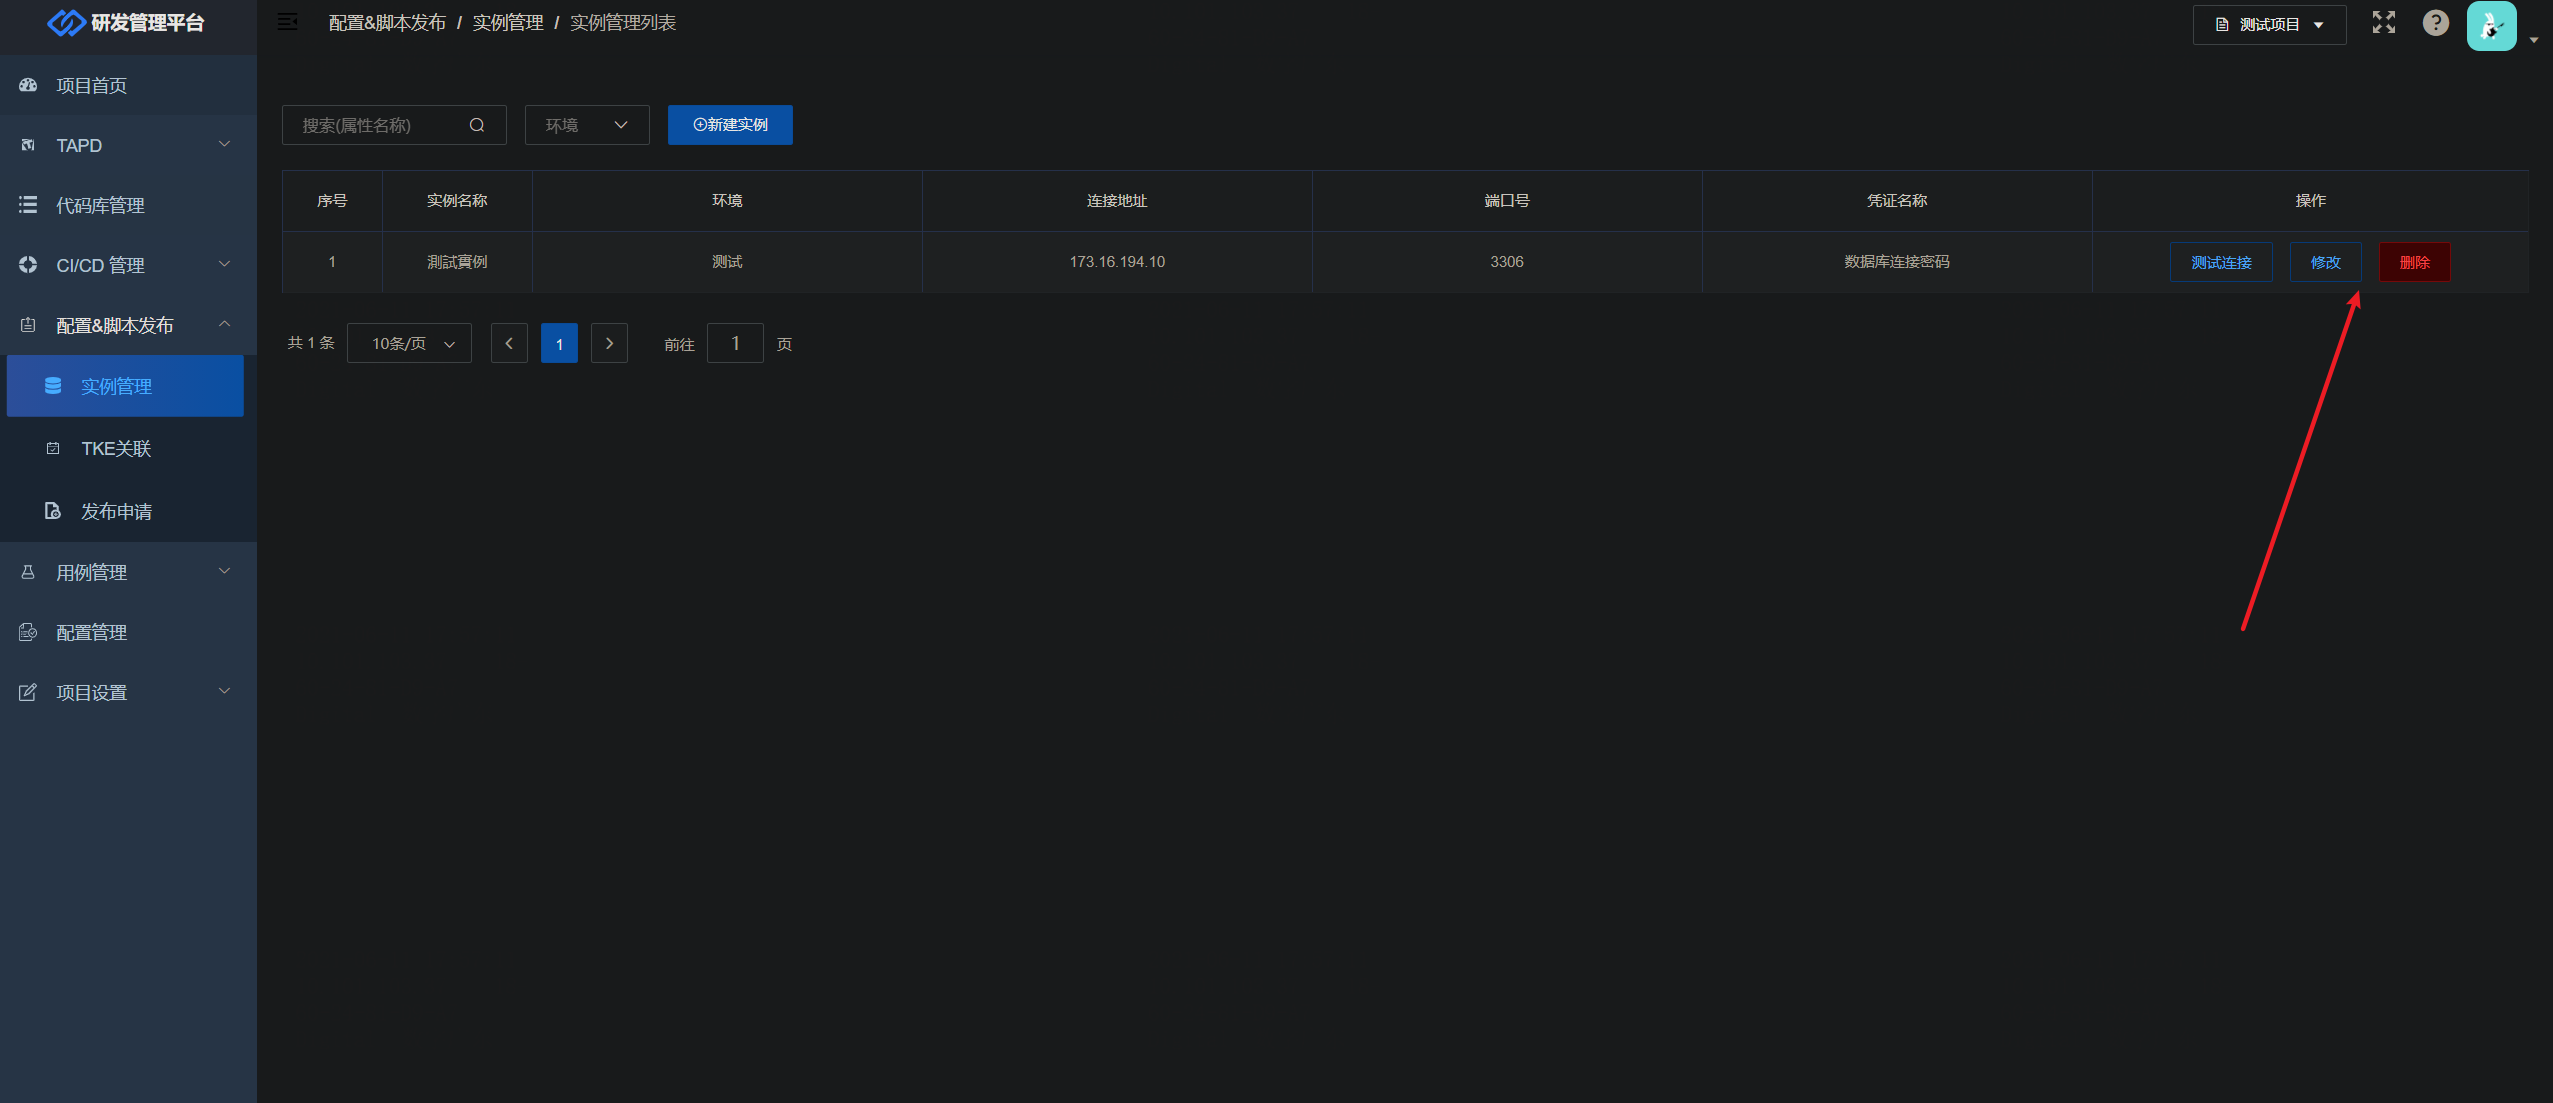 研发管理平台
配置&脚本发布 / 实例管理 / 实例管理列表
测试项目
项目首页
TAPD
代码库管理
CI/CD 管理
配置&脚本发布
实例管理
TKE关联
发布申请
用例管理
配置管理
项目设置
搜索(属性名称)
环境
新建实例
序号 实例名称 环境 连接地址 端口号 凭证名称 操作
1 測試實例 测试 173.16.194.10 3306 数据库连接密码 测试连接 修改 删除
共 1 条 10条/页 1 前往 1 页